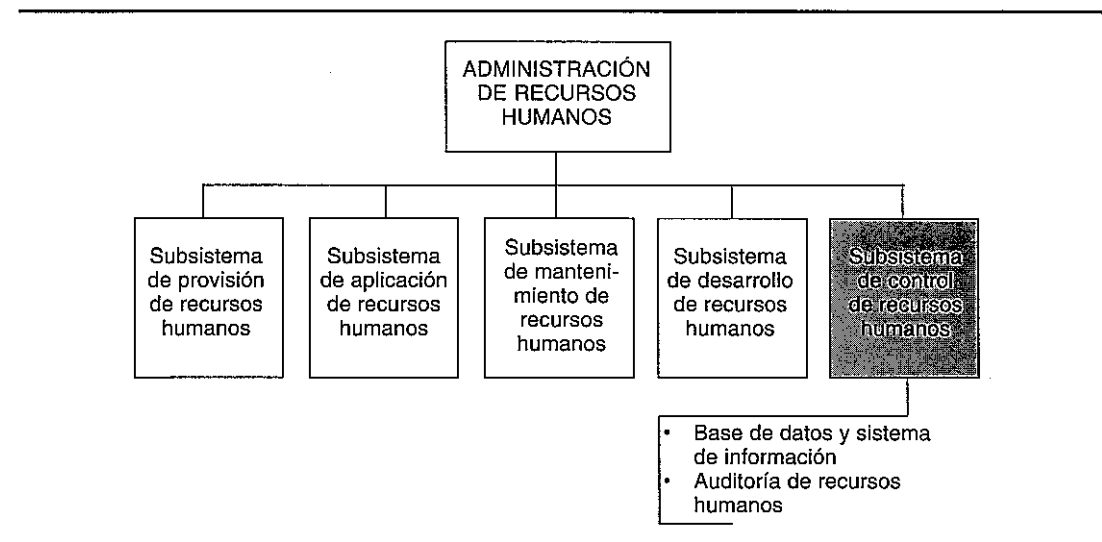 ADMINISTRACIÓN
DE RECURSOS
HUMANOS
Subsistema
de provisión
de recursos
humanos
Subsistema
de aplicación
de recursos
humanos
Subsistema
de manteni-
miento de
recursos
humanos
Subsistema
de desarrollo
de recursos
humanos
Subsistema
de control
de recursos
humanos
• Base de datos y sistema
de información
• Auditoría de recursos
humanos